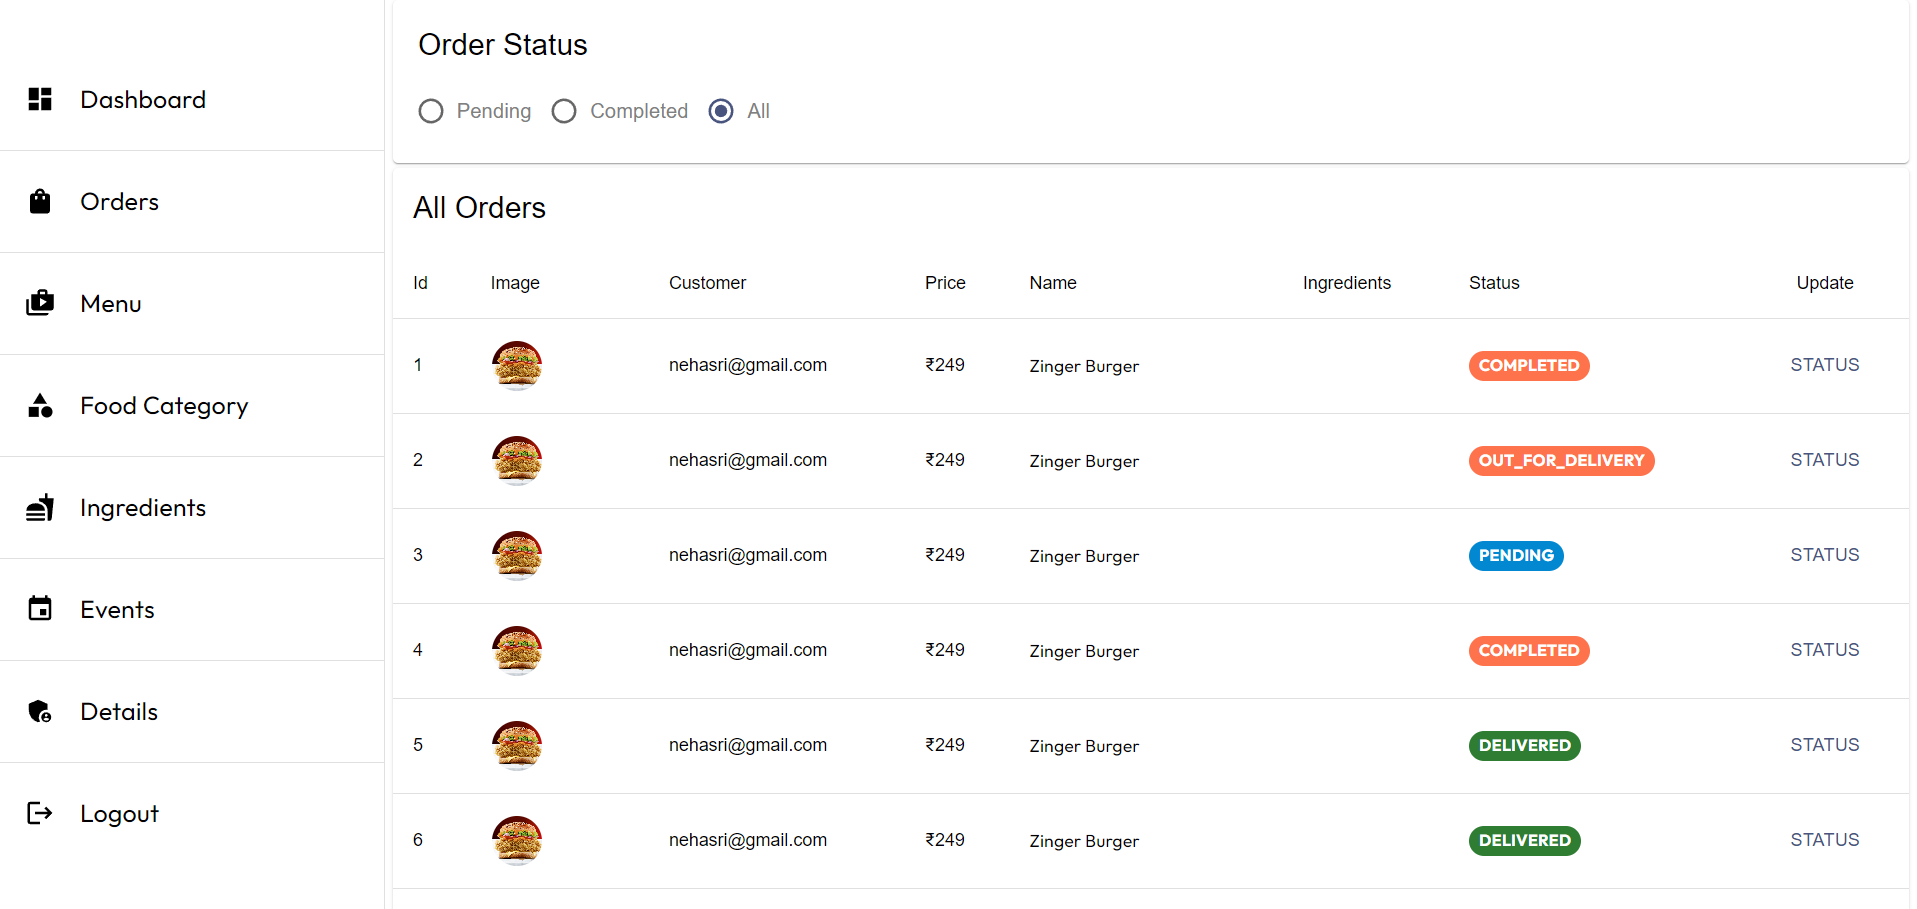 Dashboard
Orders
Menu
Food Category
Ingredients
Events
Details
Logout
Order Status
Pending Completed All
All Orders
Id Image Customer Price Name Ingredients Status Update
1 nehasri@gmail.com ₹249 Zinger Burger COMPLETED STATUS
2 nehasri@gmail.com ₹249 Zinger Burger OUT_FOR_DELIVERY STATUS
3 nehasri@gmail.com ₹249 Zinger Burger PENDING STATUS
4 nehasri@gmail.com ₹249 Zinger Burger COMPLETED STATUS
5 nehasri@gmail.com ₹249 Zinger Burger DELIVERED STATUS
6 nehasri@gmail.com ₹249 Zinger Burger DELIVERED STATUS